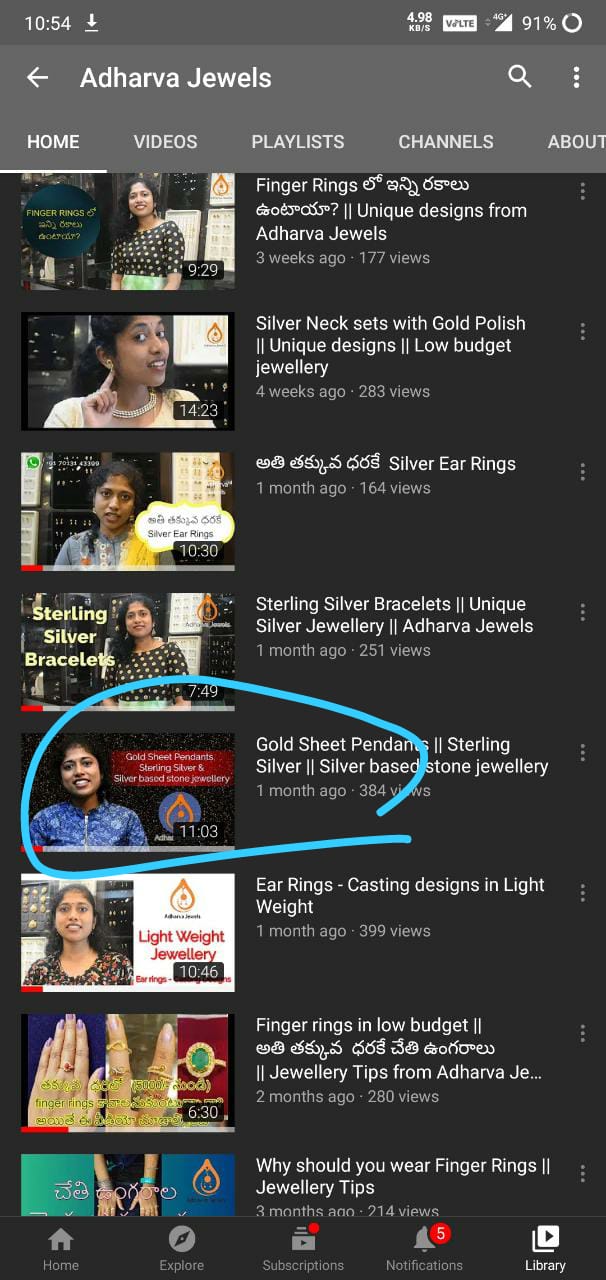 10:54
4.98 KB/S VoLTE 4G+ 91%
Adharva Jewels
HOME VIDEOS PLAYLISTS CHANNELS ABOUT
FINGER RINGS లో
ఇన్ని రకాలు
ఉంటాయా?
9:29
Finger Rings లో ఇన్ని రకాలు
ఉంటాయా? || Unique designs from
Adharva Jewels
3 weeks ago · 177 views
14:23
Silver Neck sets with Gold Polish
|| Unique designs || Low budget
jewellery
4 weeks ago · 283 views
+91 70131 43399
అతి తక్కువ ధరకే
Silver Ear Rings
10:30
అతి తక్కువ ధరకే Silver Ear Rings
1 month ago · 164 views
Sterling
Silver
Bracelets
Adharva Jewels
7:49
Sterling Silver Bracelets || Unique
Silver Jewellery || Adharva Jewels
1 month ago · 251 views
Gold Sheet Pendants,
Sterling Silver &
Silver based stone jewellery
11:03
Gold Sheet Pendants || Sterling
Silver || Silver based stone jewellery
1 month ago · 384 views
Adharva Jewels
Light Weight
Jewellery
Ear rings - Casting Designs
10:46
Ear Rings - Casting designs in Light
Weight
1 month ago · 399 views
తక్కువ ధరలో (5000/- నుండి)
finger rings కావాలనుకుంటున్నారా
అయితే ఈ వీడియో చూడాల్సిందే
6:30
Finger rings in low budget ||
అతి తక్కువ ధరకే చేతి ఉంగరాలు
|| Jewellery Tips from Adharva Je...
2 months ago · 280 views
చేతి ఉంగరాల
Why should you wear Finger Rings ||
Jewellery Tips
3 months ago · 214 views
5
Home Explore Subscriptions Notifications Library